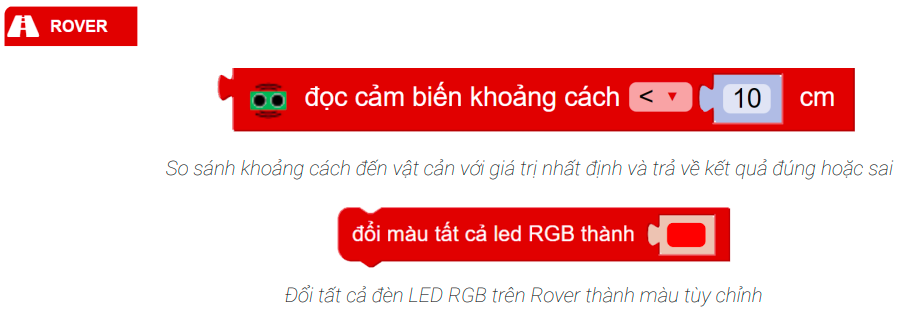 ROVER
đọc cảm biến khoảng cách < ▾ 10 cm
So sánh khoảng cách đến vật cản với giá trị nhất định và trả về kết quả đúng hoặc sai
đổi màu tất cả led RGB thành
Đổi tất cả đèn LED RGB trên Rover thành màu tùy chỉnh